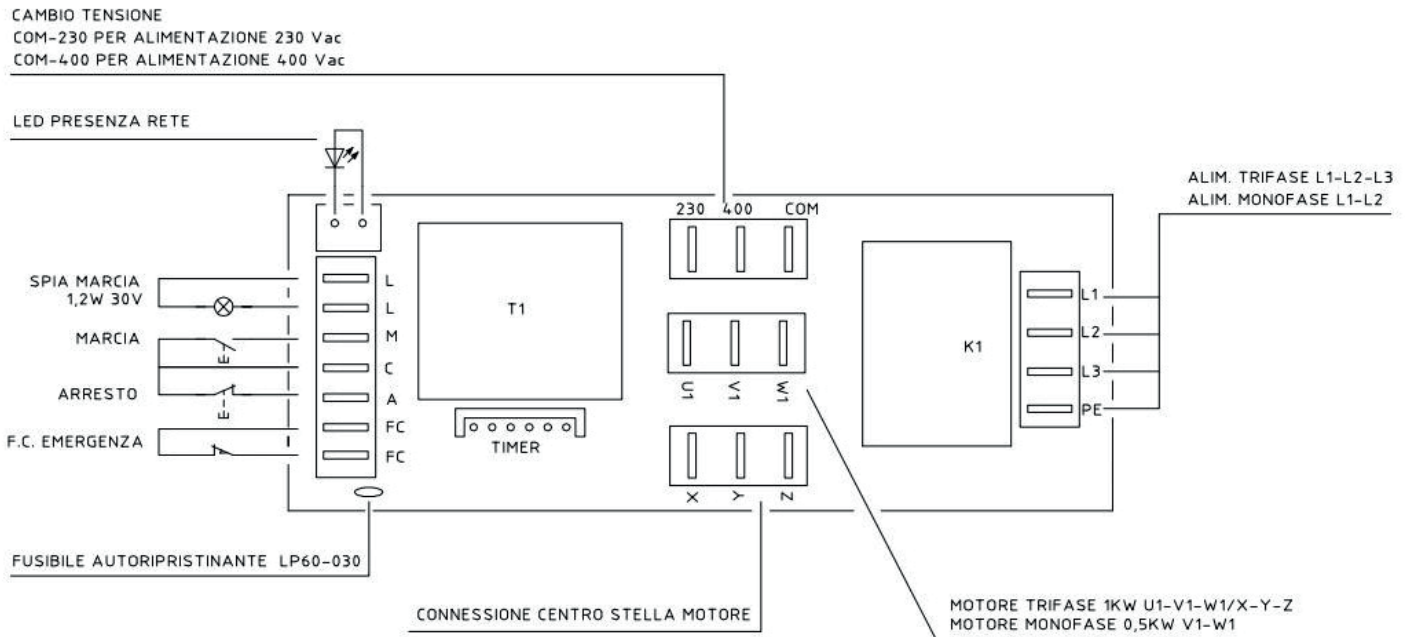 CAMBIO TENSIONE
COM-230 PER ALIMENTAZIONE 230 Vac
COM-400 PER ALIMENTAZIONE 400 Vac
LED PRESENZA RETE
ALIM. TRIFASE L1-L2-L3
ALIM. MONOFASE L1-L2
230 400 COM
SPIA MARCIA
1,2W 30V
MARCIA
ARRESTO
F.C. EMERGENZA
L
L
M
C
A
FC
FC
T1
TIMER
U1 V1 W1
X Y Z
K1
L1
L2
L3
PE
FUSIBILE AUTORIPRISTINANTE LP60-030
CONNESSIONE CENTRO STELLA MOTORE
MOTORE TRIFASE 1KW U1-V1-W1/X-Y-Z
MOTORE MONOFASE 0,5KW V1-W1